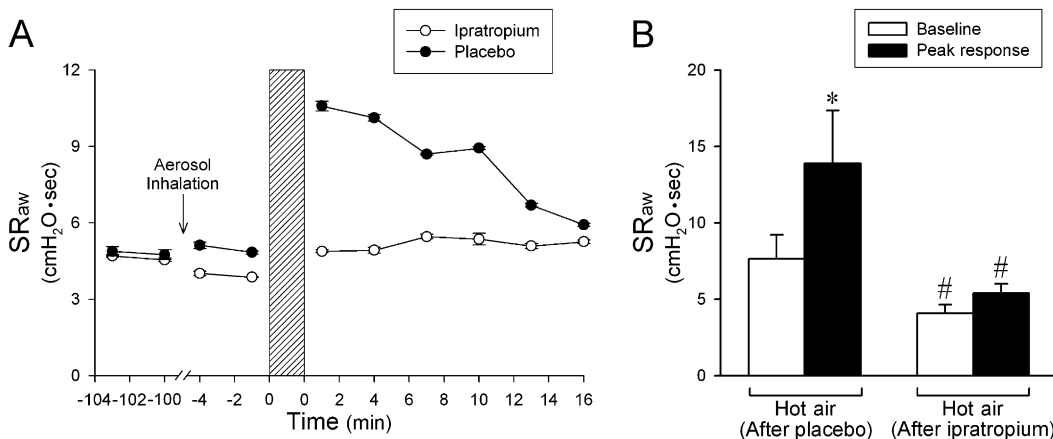 A
Ipratropium
Placebo
12
9
6
3
0
SRaw
(cmH2O•sec)
Aerosol
Inhalation
-104 -102 -100 -4 -2 0 0 2 4 6 8 10 12 14 16
Time (min)
B
Baseline
Peak response
20
15
10
5
0
SRaw
(cmH2O•sec)
*
#
#
Hot air
(After placebo)
Hot air
(After ipratropium)